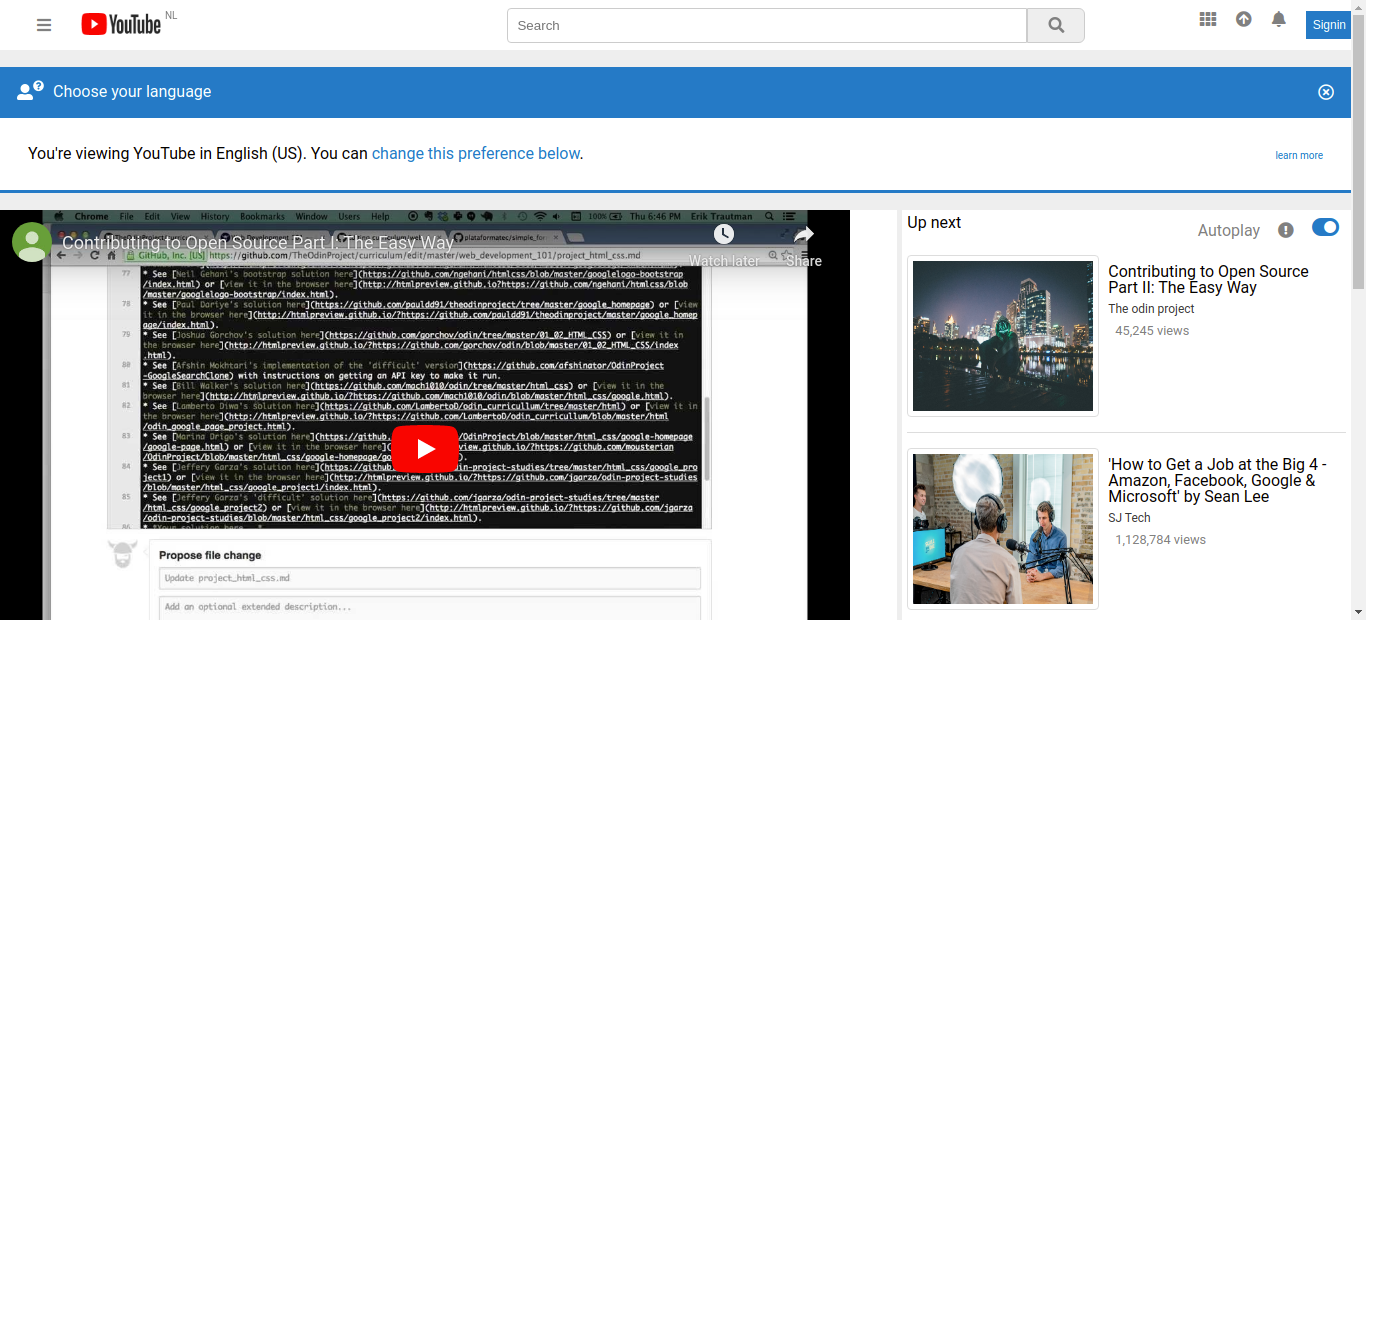 YouTube NL
Search
Signin
Choose your language
You're viewing YouTube in English (US). You can change this preference below.
learn more
Chrome File Edit View History Bookmarks Window Users Help 100% Thu 6:46 PM Erik Trautman
Contributing to Open Source Part I: The Easy Way
Watch later
Share
GitHub, Inc. [US] https://github.com/TheOdinProject/curriculum/edit/master/web_development_101/project_html_css.md
77 * See [Neil Gehani's bootstrap solution here](https://github.com/ngehani/htmlcss/blob/master/googlelogo-bootstrap
/index.html) or [view it in the browser here](http://htmlpreview.github.io?https://github.com/ngehani/htmlcss/blob
/master/googlelogo-bootstrap/index.html).
78 * See [Paul Dariye's solution here](https://github.com/pauldd91/theodinproject/tree/master/google_homepage) or [view
it in the browser here](http://htmlpreview.github.io/?https://github.com/pauldd91/theodinproject/master/google_homep
age/index.html).
79 * See [Joshua Gorchov's solution here](https://github.com/gorchov/odin/tree/master/01_02_HTML_CSS) or [view it in
the browser here](http://htmlpreview.github.io/?https://github.com/gorchov/odin/blob/master/01_02_HTML_CSS/index
.html).
80 * See [Afshin Mokhtari's implementation of the 'difficult' version](https://github.com/afshinator/OdinProject
-GoogleSearchClone) with instructions on getting an API key to make it run.
81 * See [Bill Walker's solution here](https://github.com/mach1010/odin/tree/master/html_css) or [view it in the
browser here](http://htmlpreview.github.io/?https://github.com/mach1010/odin/blob/master/html_css/google.html).
82 * See [Lamberto Diwa's solution here](https://github.com/LambertoD/odin_curricullum/tree/master/html) or [view it in
the browser here](http://htmlpreview.github.io/?https://github.com/LambertoD/odin_curricullum/blob/master/html
/odin_google_page_project.html).
83 * See [Marina Drigo's solution here](https://github. /OdinProject/blob/master/html_css/google-homepage
/google-page.html) or [view it in the browser here](http://htmlpreview.github.io/?https://github.com/mousterian
/OdinProject/blob/master/html_css/google-homepage/goo
84 * See [Jeffery Garza's solution here](https://github. -odin-project-studies/tree/master/html_css/google_pro
ject1) or [view it in the browser here](http://htmlpreview.github.io/?https://github.com/jgarza/odin-project-studies
/blob/master/html_css/google_project1/index.html).
85 * See [Jeffery Garza's 'difficult' solution here](https://github.com/jgarza/odin-project-studies/tree/master
/html_css/google_project2) or [view it in the browser here](http://htmlpreview.github.io/?https://github.com/jgarza
/odin-project-studies/blob/master/html_css/google_project2/index.html).
86 * *Your solution here...*
Propose file change
Update project_html_css.md
Add an optional extended description...
Up next
Autoplay
Contributing to Open Source
Part II: The Easy Way
The odin project
45,245 views
'How to Get a Job at the Big 4 -
Amazon, Facebook, Google &
Microsoft' by Sean Lee
SJ Tech
1,128,784 views